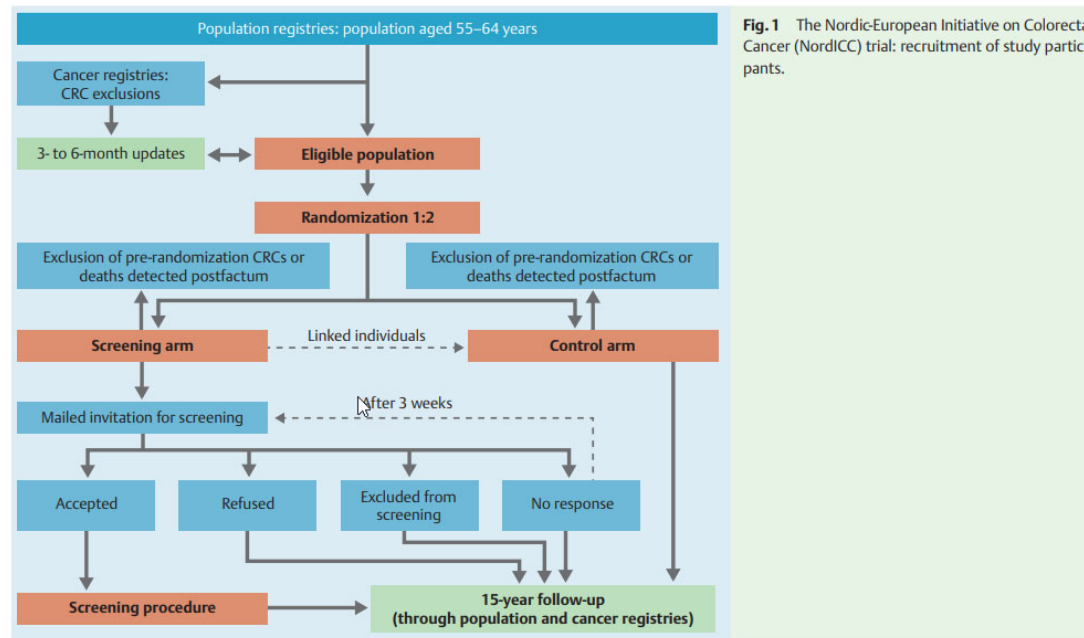 Population registries: population aged 55–64 years
Fig. 1 The Nordic-European Initiative on Colorecta
Cancer (NordICC) trial: recruitment of study partici-
pants.
Cancer registries:
CRC exclusions
3- to 6-month updates
Eligible population
Randomization 1:2
Exclusion of pre-randomization CRCs or
deaths detected postfactum
Exclusion of pre-randomization CRCs or
deaths detected postfactum
Screening arm
Linked individuals
Control arm
Mailed invitation for screening
After 3 weeks
Accepted
Refused
Excluded from
screening
No response
Screening procedure
15-year follow-up
(through population and cancer registries)